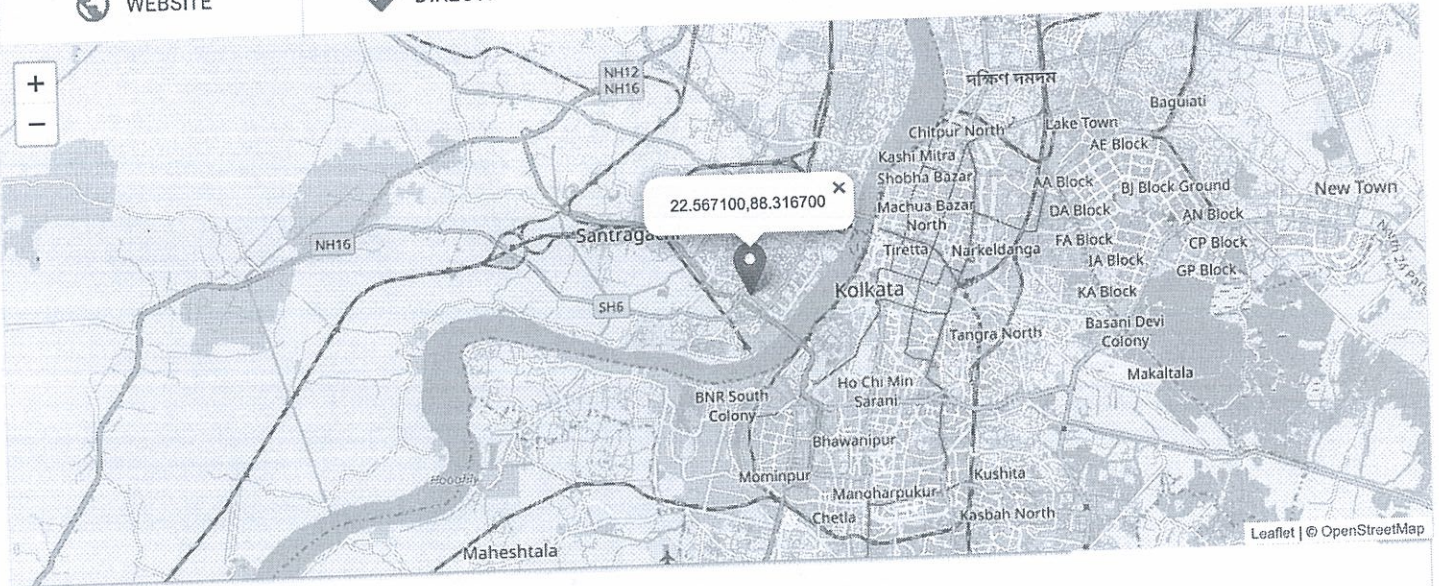 WEBSITE
+
−
NH12
NH16
দক্ষিণ দমদম
Baguiati
Chitpur North
Lake Town
AE Block
Kashi Mitra
Shobha Bazar
AA Block
BJ Block Ground
New Town
22.567100,88.316700
×
Machua Bazar
North
DA Block
AN Block
NH16
Tiretta
Narkeldanga
FA Block
CP Block
IA Block
GP Block
Kolkata
KA Block
SH6
Tangra North
Basani Devi
Colony
Makaltala
BNR South
Colony
Ho Chi Min
Sarani
Bhawanipur
Mominpur
Kushita
Hooghly
Manoharpukur
Chetla
Kasbah North
Maheshtala
Leaflet | © OpenStreetMap